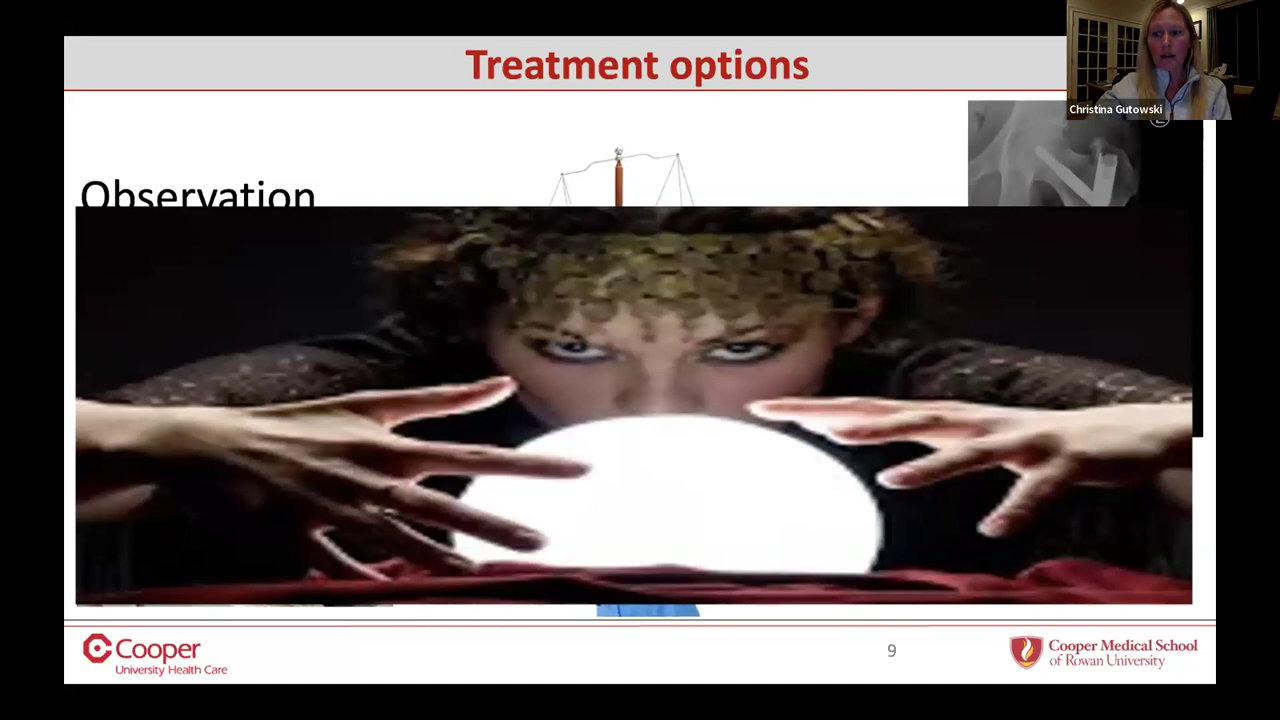 Treatment options
Christina Gutowski
Observation
Cooper
University Health Care
9
Cooper Medical School
of Rowan University